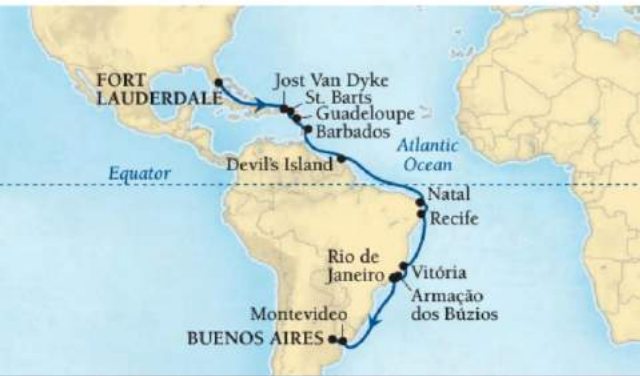 FORT
LAUDERDALE
Jost Van Dyke
St. Barts
Guadeloupe
Barbados
Devil's Island
Atlantic
Ocean
Equator
Natal
Recife
Rio de
Janeiro
Vitória
Armação
dos Búzios
Montevideo
BUENOS AIRES